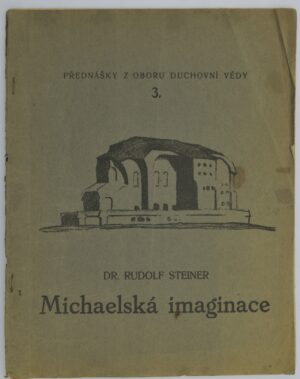 PŘEDNÁŠKY Z OBORU DUCHOVNÍ VĚDY
3.
DR. RUDOLF STEINER
Michaelská imaginace